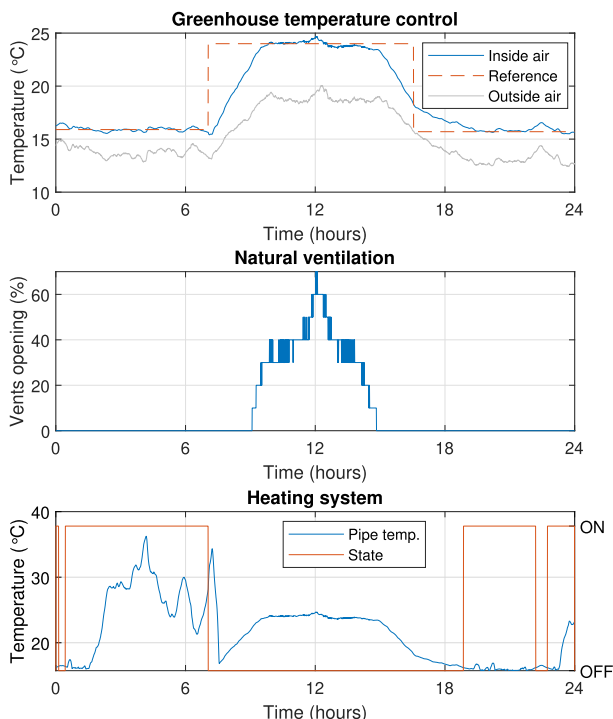 Greenhouse temperature control
25
20
15
10
Temperature (°C)
Inside air
Reference
Outside air
0 6 12 18 24
Time (hours)
Natural ventilation
60
40
20
0
Vents opening (%)
0 6 12 18 24
Time (hours)
Heating system
40
30
20
Temperature (°C)
Pipe temp.
State
ON
OFF
0 6 12 18 24
Time (hours)